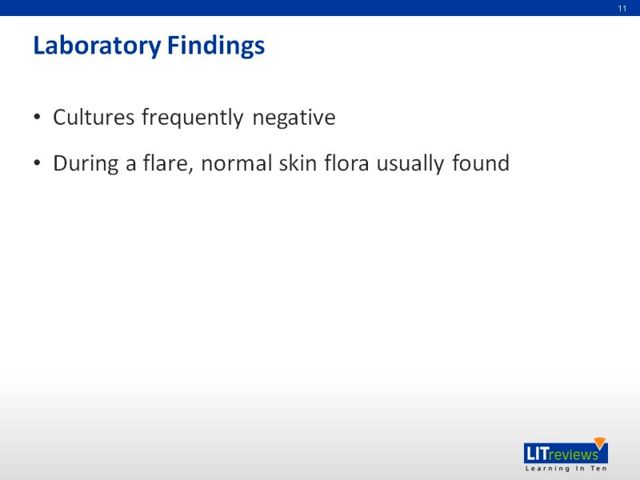 11
Laboratory Findings
• Cultures frequently negative
• During a flare, normal skin flora usually found
LITreviews
Learning In Ten